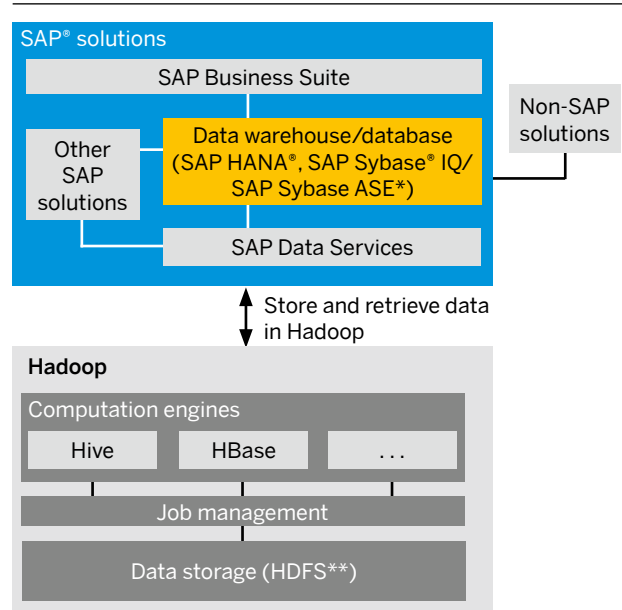 SAP® solutions
SAP Business Suite
Non-SAP
solutions
Other
SAP
solutions
Data warehouse/database
(SAP HANA®, SAP Sybase® IQ/
SAP Sybase ASE*)
SAP Data Services
Store and retrieve data
in Hadoop
Hadoop
Computation engines
Hive
HBase
...
Job management
Data storage (HDFS**)